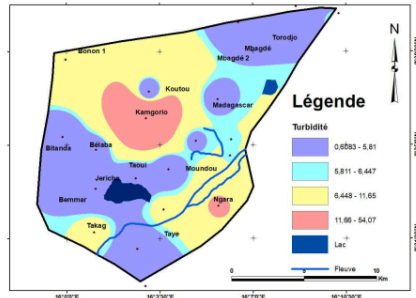 Torodjo
Mbagdé
Bonon 1
Mbagdé 2
N
Koutou
Kamgorio
Madagascar
Légende
Turbidité
0,6083 - 5,81
5,811 - 6,447
6,448 - 11,65
11,66 - 54,07
Lac
Fleuve
Bitanda
Bélaba
Taoui
Moundou
Jericho
Bemmar
Ngara
Takag
Taye
0
5
10
Km